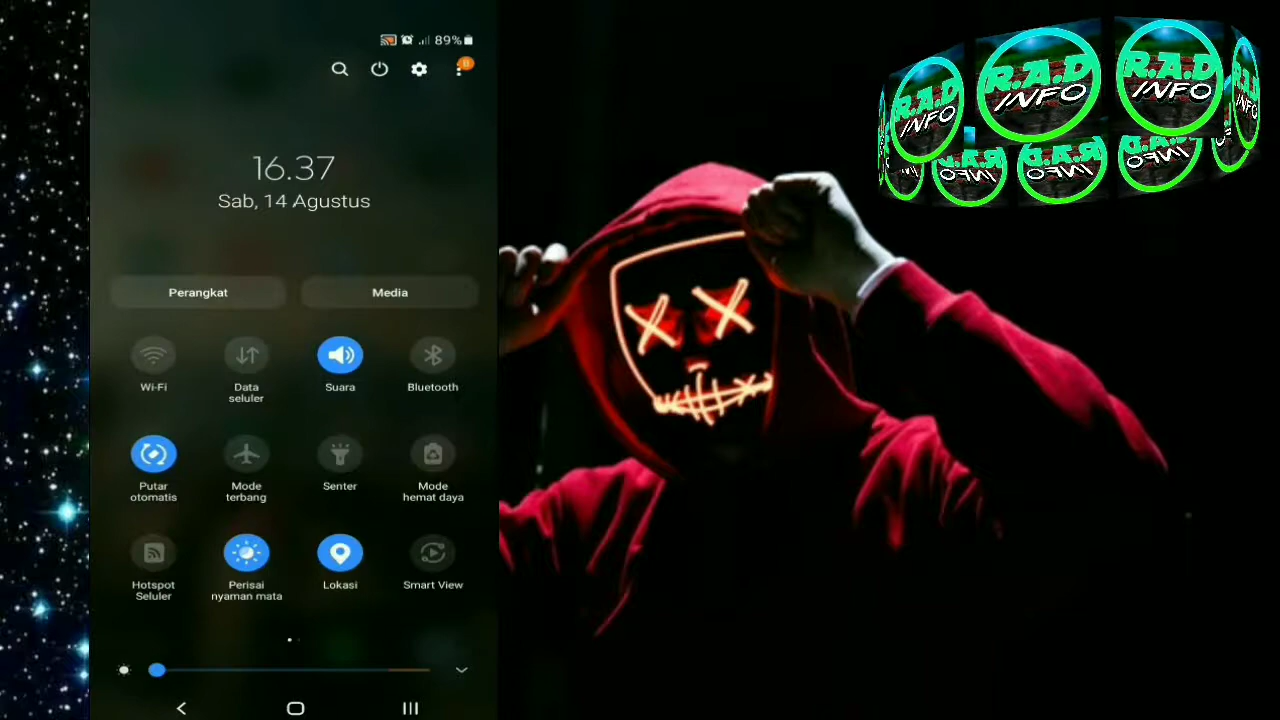 89%
16.37
Sab, 14 Agustus
Perangkat
Media
Wi-Fi
Data
seluler
Suara
Bluetooth
Putar
otomatis
Mode
terbang
Senter
Mode
hemat daya
Hotspot
Seluler
Perisai
nyaman mata
Lokasi
Smart View
R.A.D
INFO
R.A.D
INFO
R.A.D
INFO